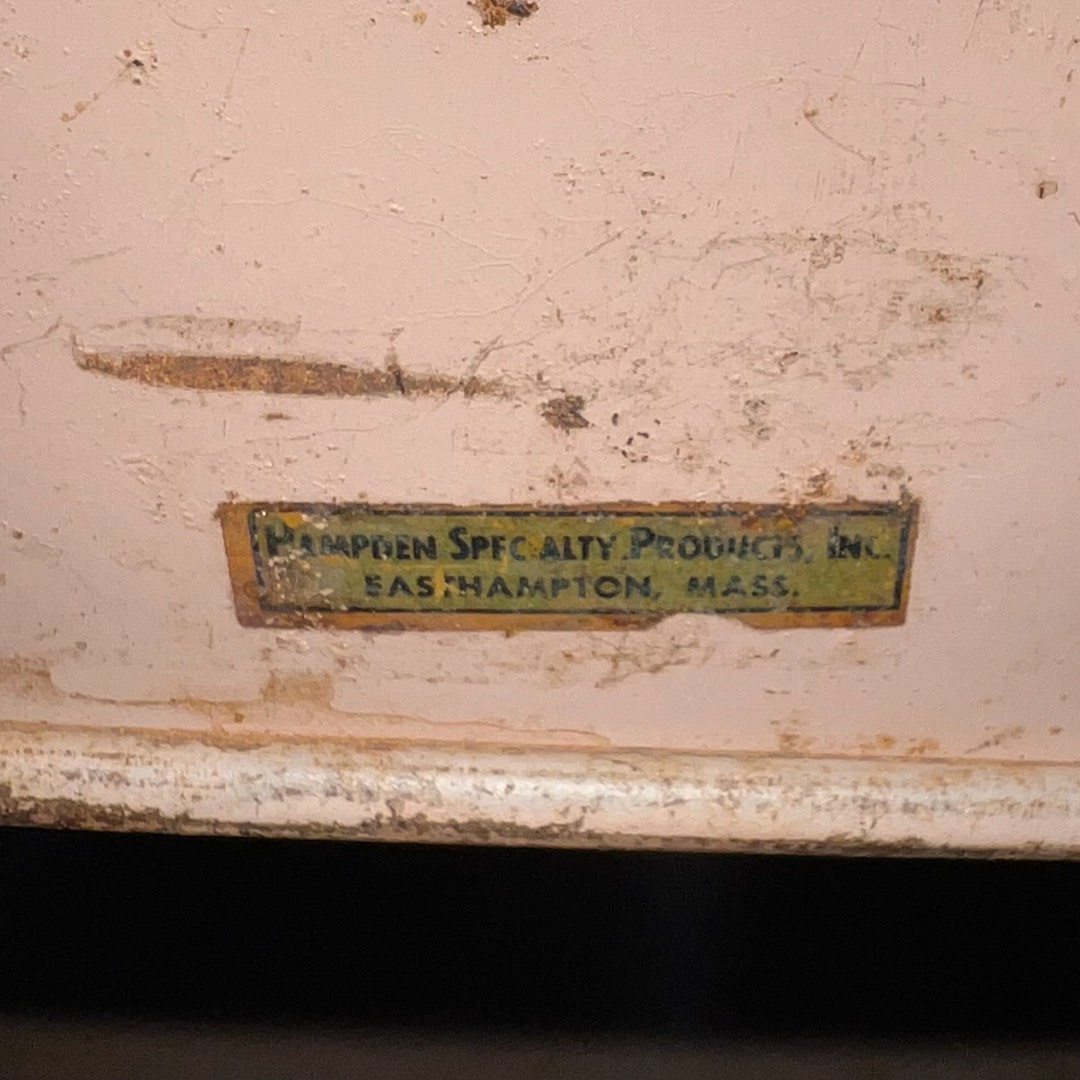 HAMPDEN SPECIALTY PRODUCTS, INC.
EASTHAMPTON, MASS.